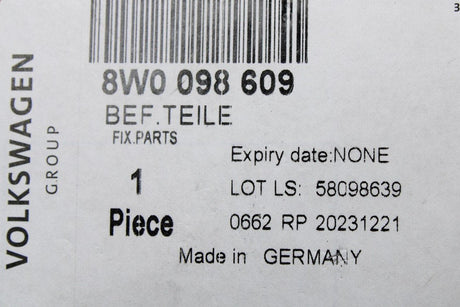 3
8W0 098 609
BEF.TEILE
FIX.PARTS
Expiry date:NONE
1
LOT LS: 58098639
Piece
0662 RP 20231221
Made in GERMANY
VOLKSWAGEN
GROUP